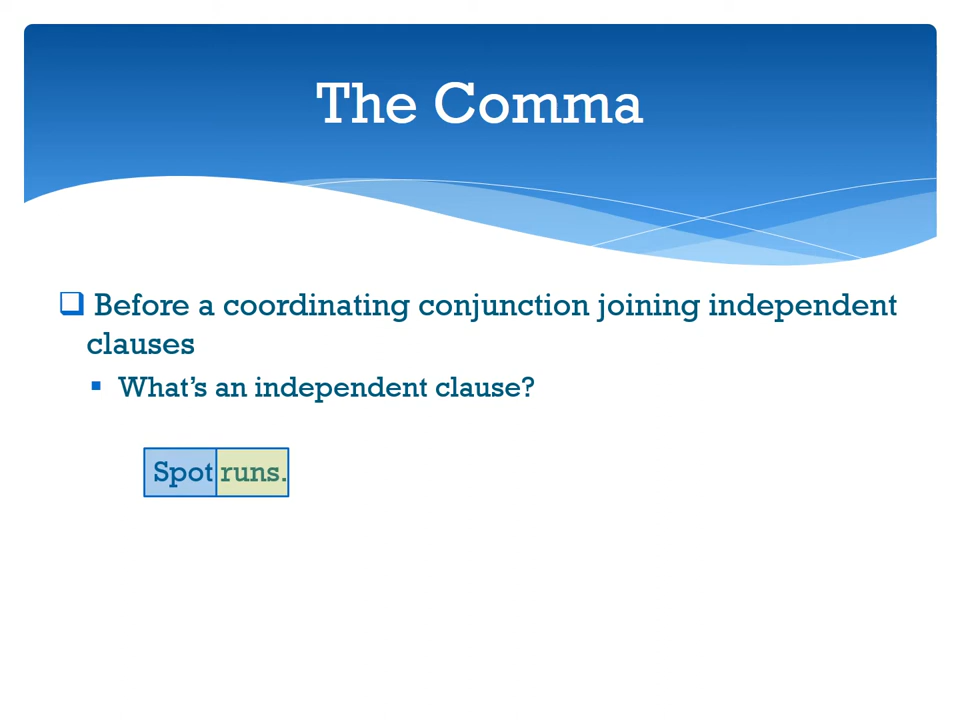 The Comma
Before a coordinating conjunction joining independent
clauses
What's an independent clause?
Spot runs.